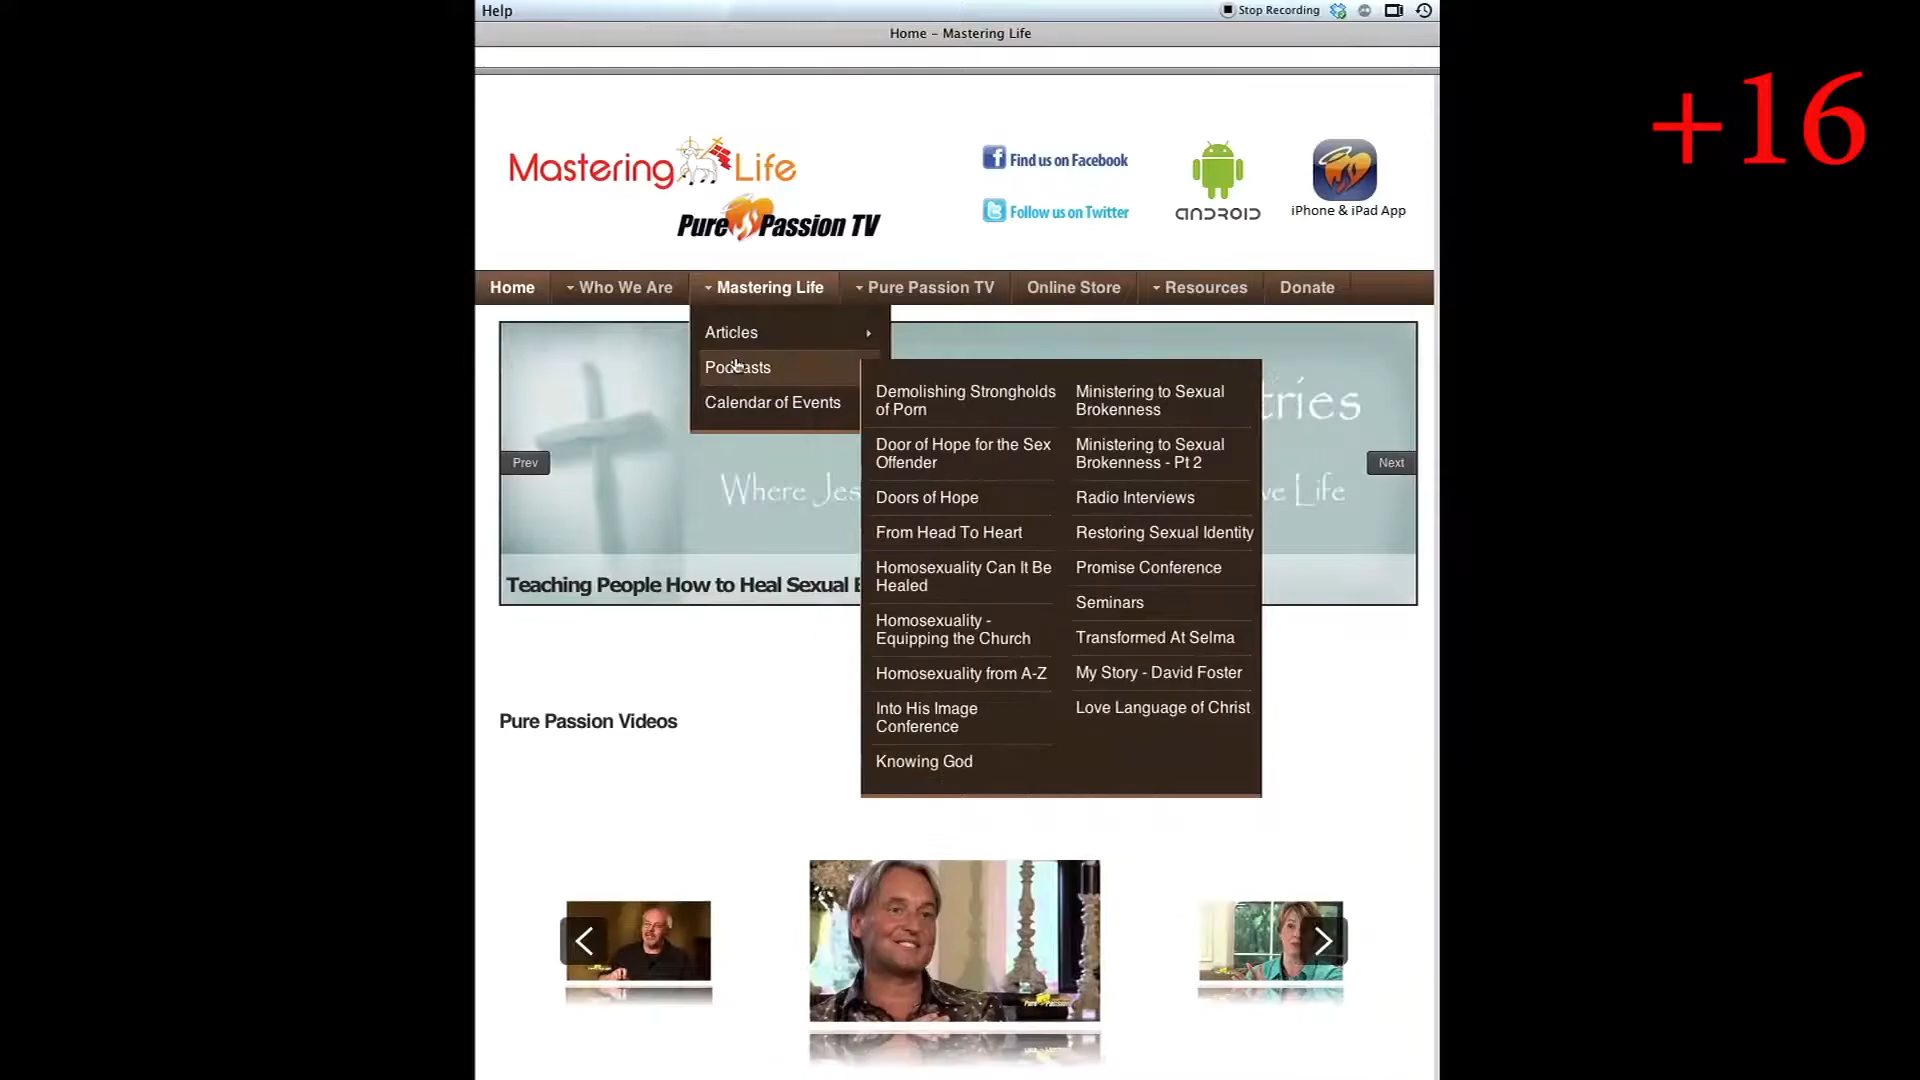 Help
Stop Recording
Home - Mastering Life
+16
Mastering Life
Pure Passion TV
Find us on Facebook
Follow us on Twitter
ANDROID
iPhone & iPad App
Home
Who We Are
Mastering Life
Pure Passion TV
Online Store
Resources
Donate
Articles
Podcasts
Calendar of Events
Demolishing Strongholds
of Porn
Door of Hope for the Sex
Offender
Doors of Hope
From Head To Heart
Homosexuality Can It Be
Healed
Homosexuality -
Equipping the Church
Homosexuality from A-Z
Into His Image
Conference
Knowing God
Ministering to Sexual
Brokenness
Ministering to Sexual
Brokenness - Pt 2
Radio Interviews
Restoring Sexual Identity
Promise Conference
Seminars
Transformed At Selma
My Story - David Foster
Love Language of Christ
Prev
Next
Where
Life
Teaching People How to Heal Sexual
Pure Passion Videos